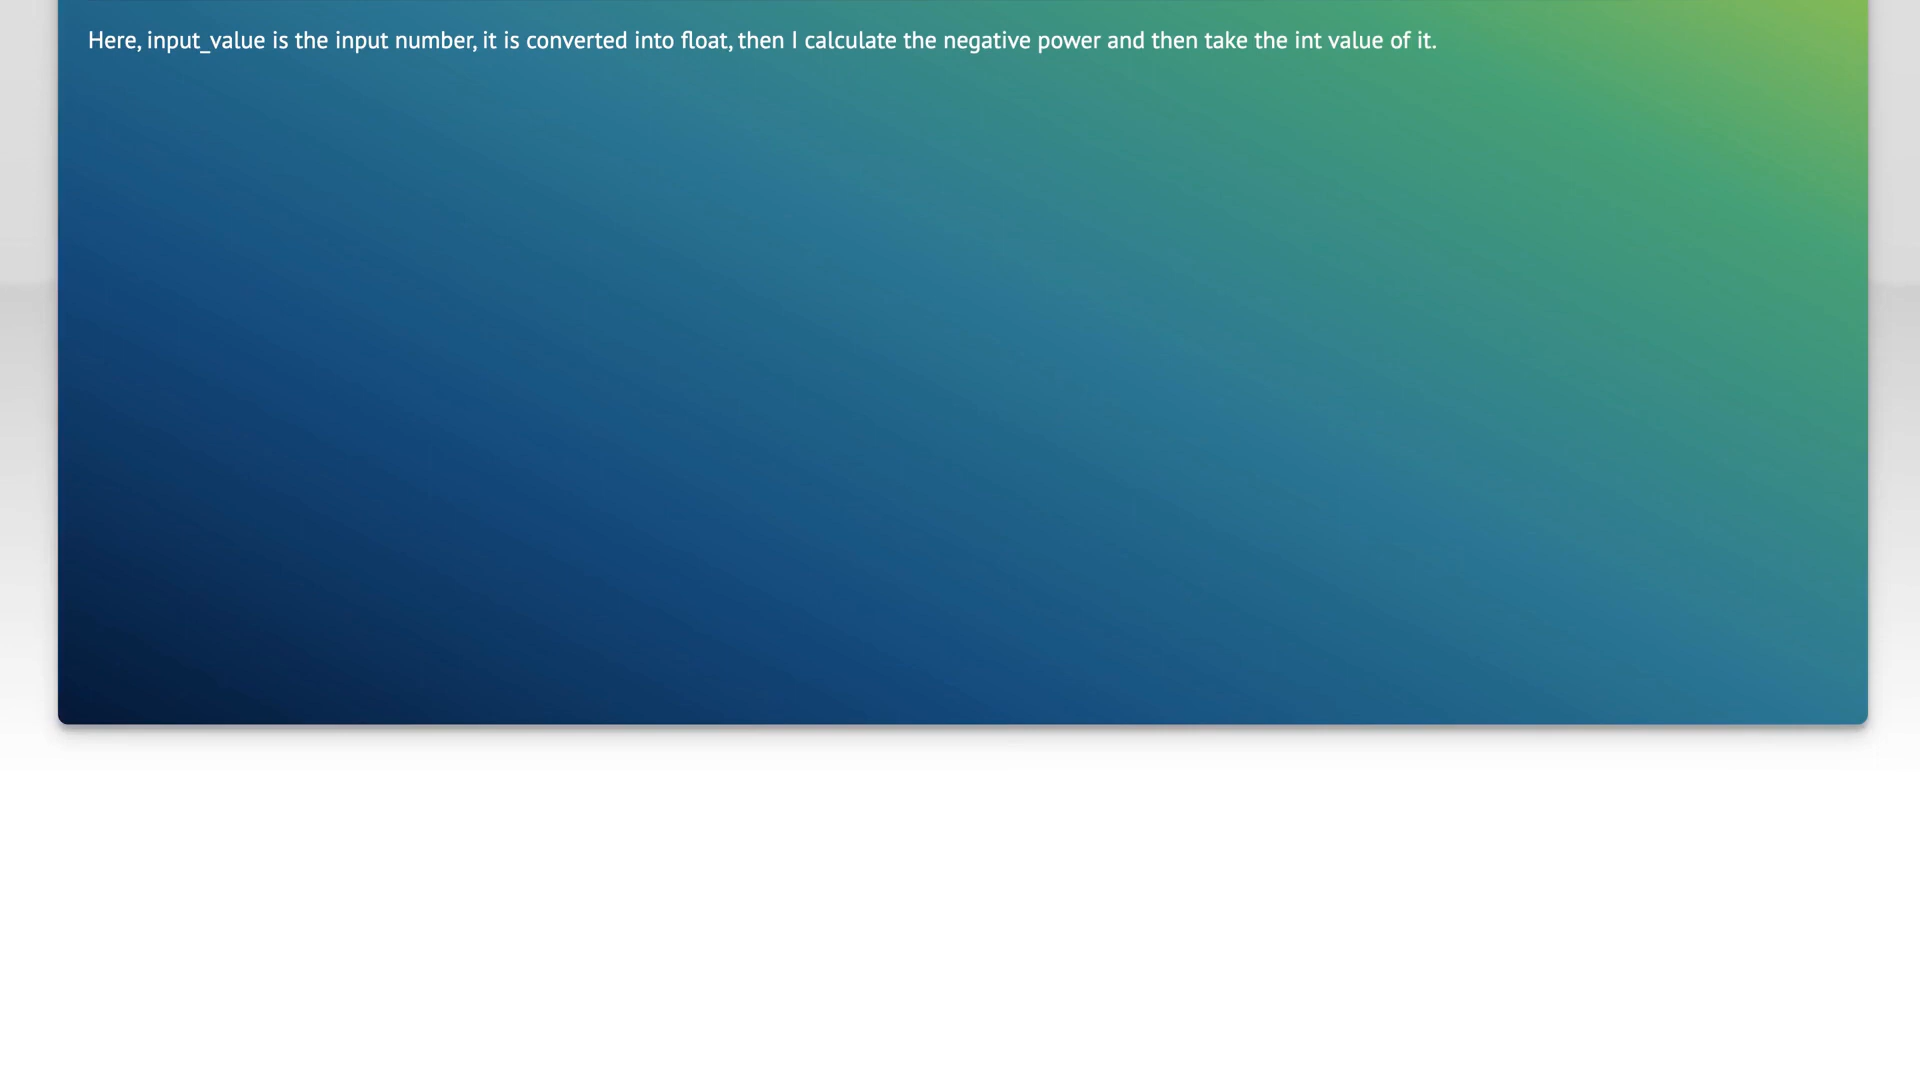 Here, input_value is the input number, it is converted into float, then I calculate the negative power and then take the int value of it.